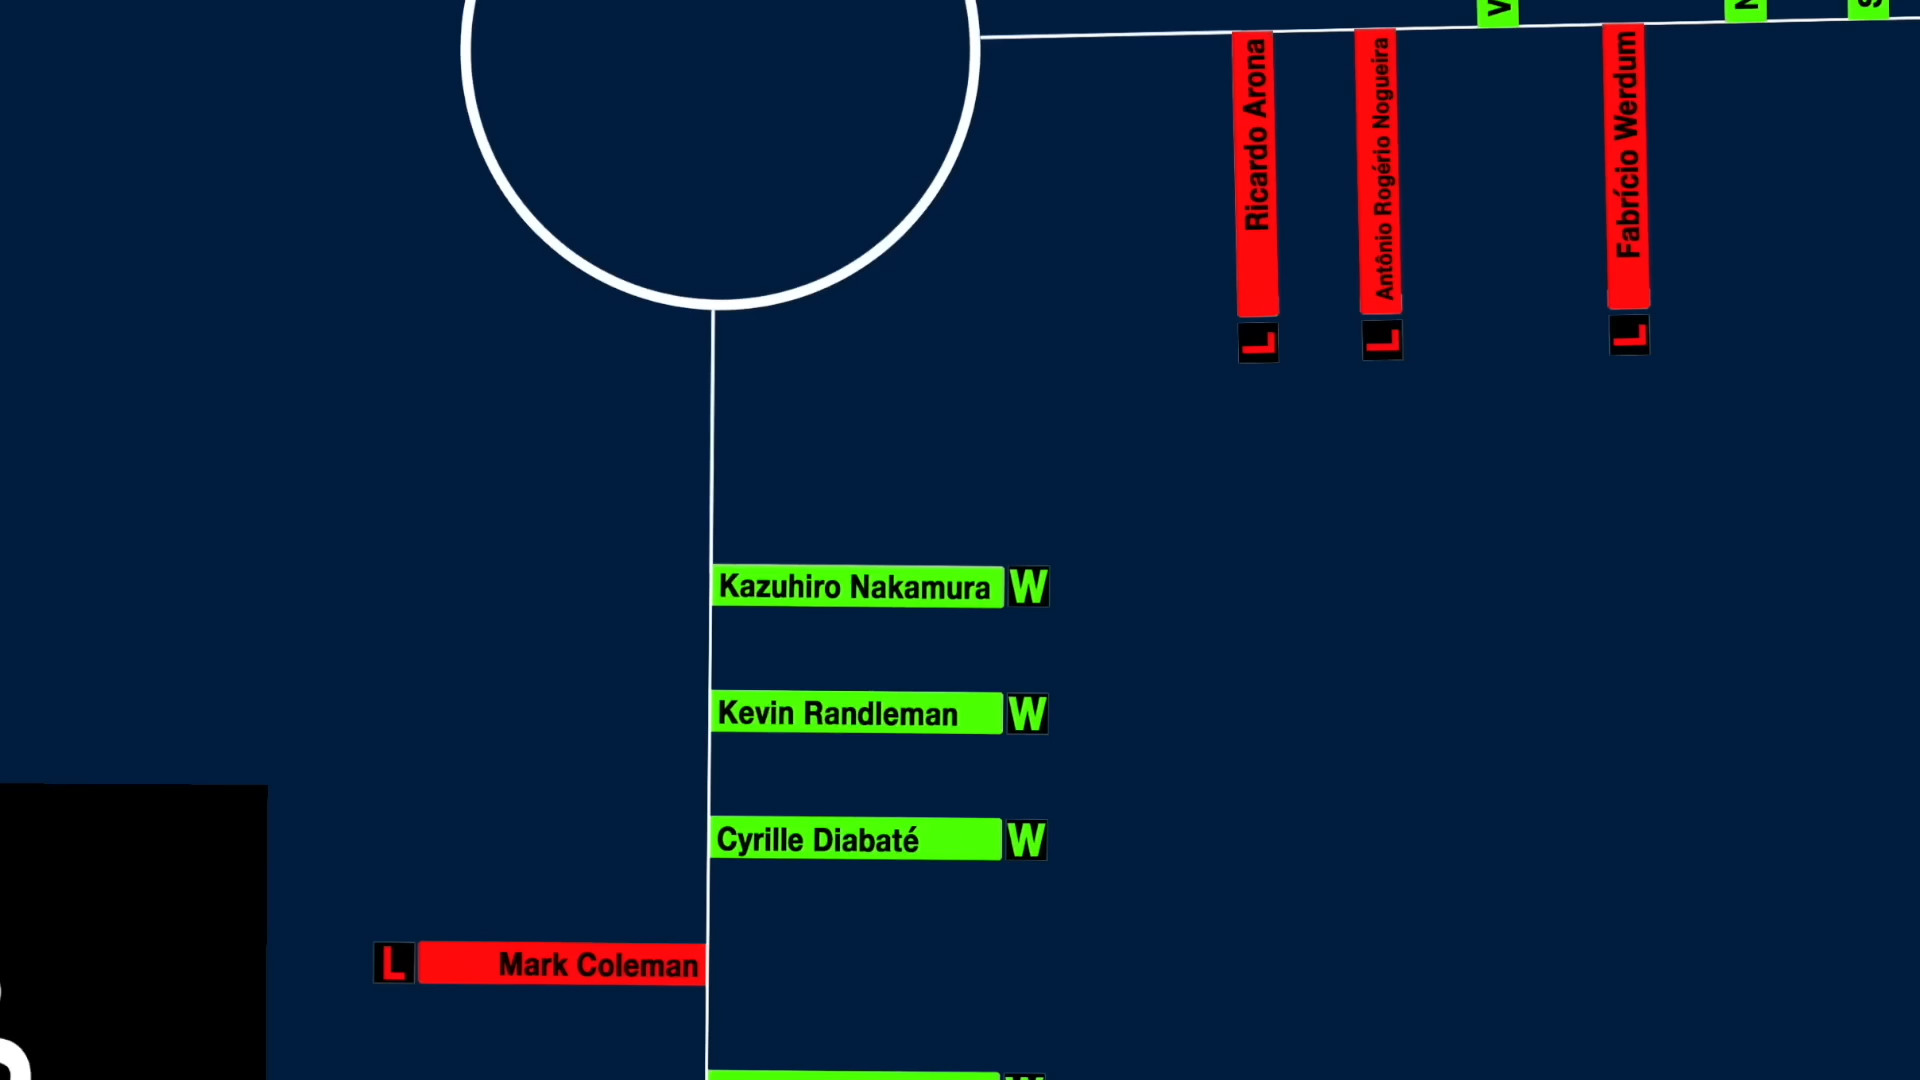 Ricardo Arona
L
Antônio Rogério Nogueira
L
Fabrício Werdum
L
Kazuhiro Nakamura W
Kevin Randleman W
Cyrille Diabaté W
L Mark Coleman